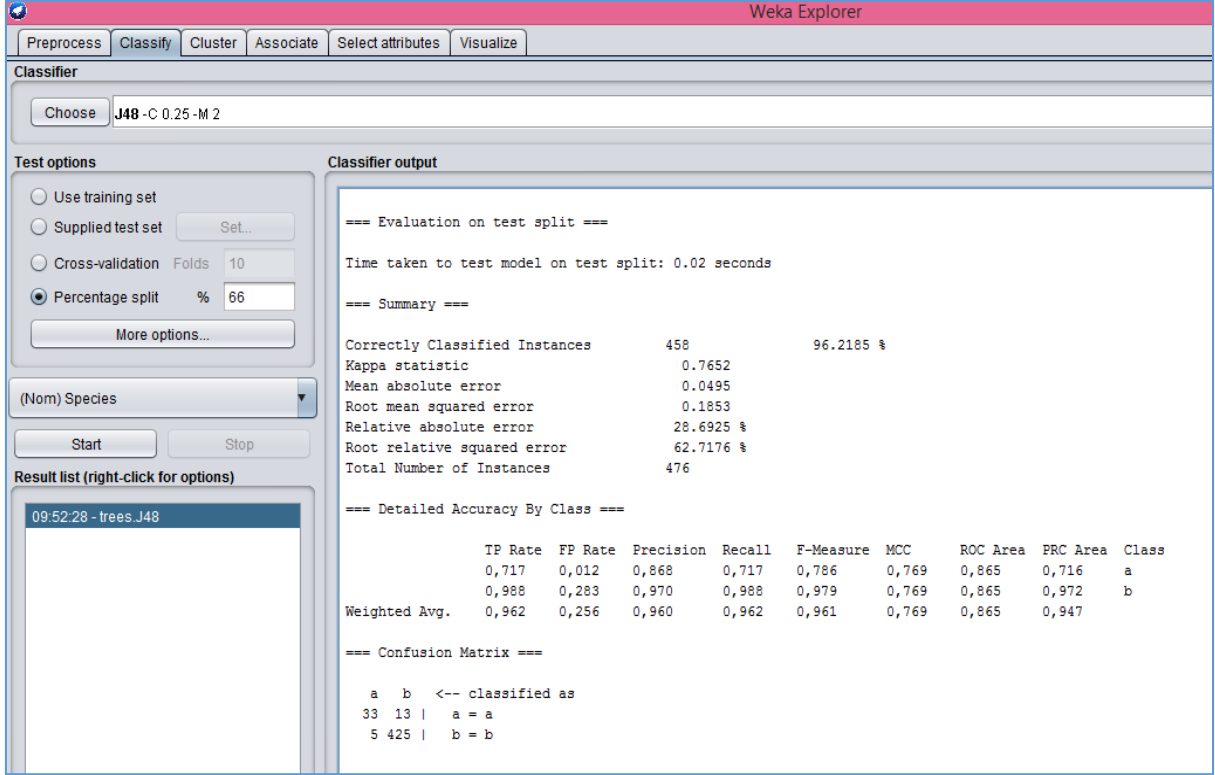 Weka Explorer
Preprocess Classify Cluster Associate Select attributes Visualize
Classifier
Choose J48 -C 0.25 -M 2
Test options
Use training set
Supplied test set Set...
Cross-validation Folds 10
Percentage split % 66
More options...
(Nom) Species
Start Stop
Result list (right-click for options)
09:52:28 - trees.J48
Classifier output
=== Evaluation on test split ===
Time taken to test model on test split: 0.02 seconds
=== Summary ===
Correctly Classified Instances 458 96.2185 %
Kappa statistic 0.7652
Mean absolute error 0.0495
Root mean squared error 0.1853
Relative absolute error 28.6925 %
Root relative squared error 62.7176 %
Total Number of Instances 476
=== Detailed Accuracy By Class ===
TP Rate FP Rate Precision Recall F-Measure MCC ROC Area PRC Area Class
0,717 0,012 0,868 0,717 0,786 0,769 0,865 0,716 a
0,988 0,283 0,970 0,988 0,979 0,769 0,865 0,972 b
Weighted Avg. 0,962 0,256 0,960 0,962 0,961 0,769 0,865 0,947
=== Confusion Matrix ===
a b <-- classified as
33 13 | a = a
5 425 | b = b